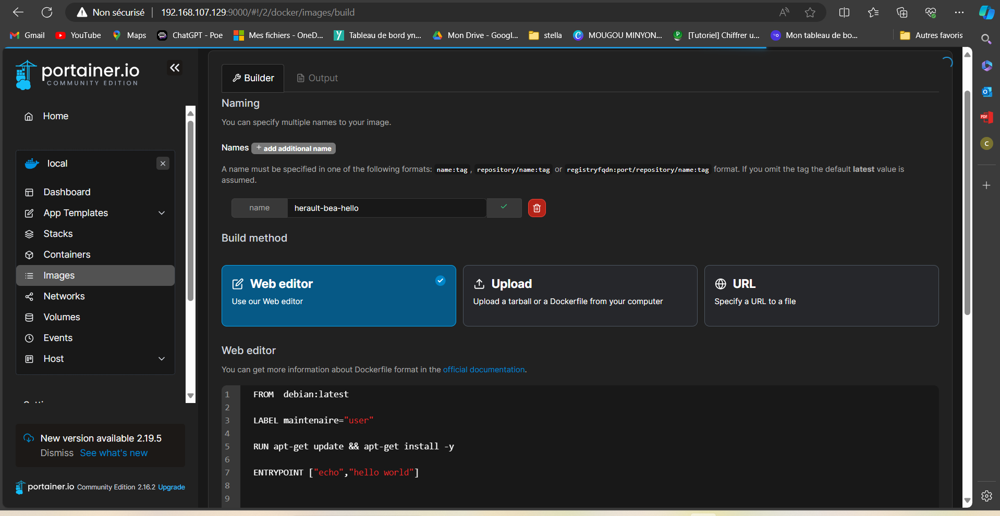 Non sécurisé 192.168.107.129:9000/#!/2/docker/images/build
Gmail YouTube Maps ChatGPT - Poe Mes fichiers - OneD... Tableau de bord yn... Mon Drive - Googl... stella MOUGOU MINYON... [Tutoriel] Chiffrer u... Mon tableau de bo... Autres favoris
portainer.io
COMMUNITY EDITION
Home
local
Dashboard
App Templates
Stacks
Containers
Images
Networks
Volumes
Events
Host
New version available 2.19.5
Dismiss See what's new
portainer.io Community Edition 2.16.2 Upgrade
Builder Output
Naming
You can specify multiple names to your image.
Names + add additional name
A name must be specified in one of the following formats: name:tag , repository/name:tag or registryfqdn:port/repository/name:tag format. If you omit the tag the default latest value is
assumed.
name herault-bea-hello
Build method
Web editor
Use our Web editor
Upload
Upload a tarball or a Dockerfile from your computer
URL
Specify a URL to a file
Web editor
You can get more information about Dockerfile format in the official documentation.
1 FROM  debian:latest
2
3 LABEL maintenaire="user"
4
5 RUN apt-get update && apt-get install -y
6
7 ENTRYPOINT ["echo","hello world"]
8
9
PDF
C